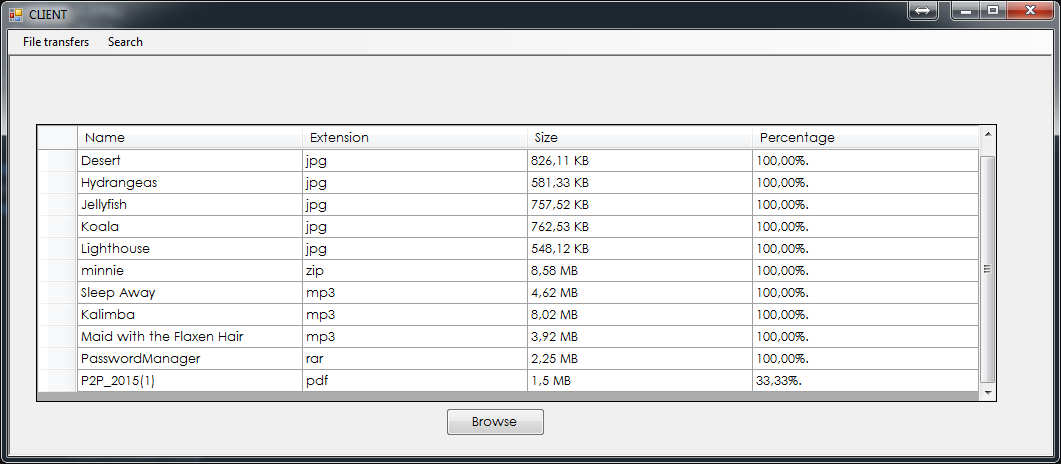 CLIENT
File transfers Search
Name Extension Size Percentage
Desert jpg 826,11 KB 100,00%.
Hydrangeas jpg 581,33 KB 100,00%.
Jellyfish jpg 757,52 KB 100,00%.
Koala jpg 762,53 KB 100,00%.
Lighthouse jpg 548,12 KB 100,00%.
minnie zip 8,58 MB 100,00%.
Sleep Away mp3 4,62 MB 100,00%.
Kalimba mp3 8,02 MB 100,00%.
Maid with the Flaxen Hair mp3 3,92 MB 100,00%.
PasswordManager rar 2,25 MB 100,00%.
P2P_2015(1) pdf 1,5 MB 33,33%.
Browse